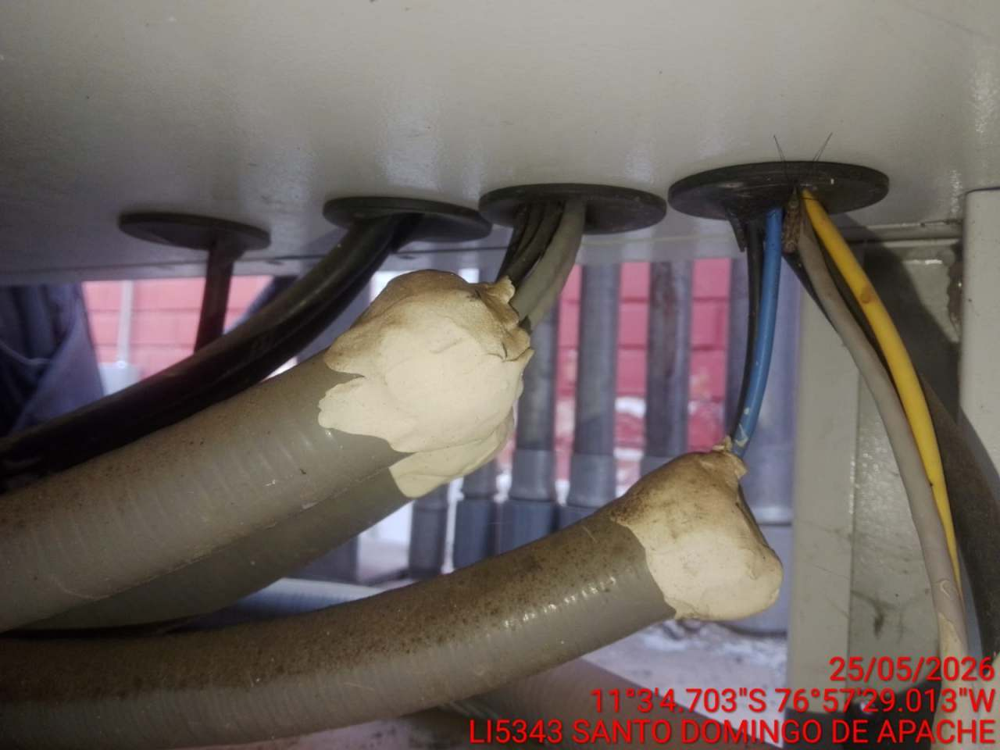 25/05/2026
11°3'4.703"S 76°57'29.013"W
LI5343 SANTO DOMINGO DE APACHE